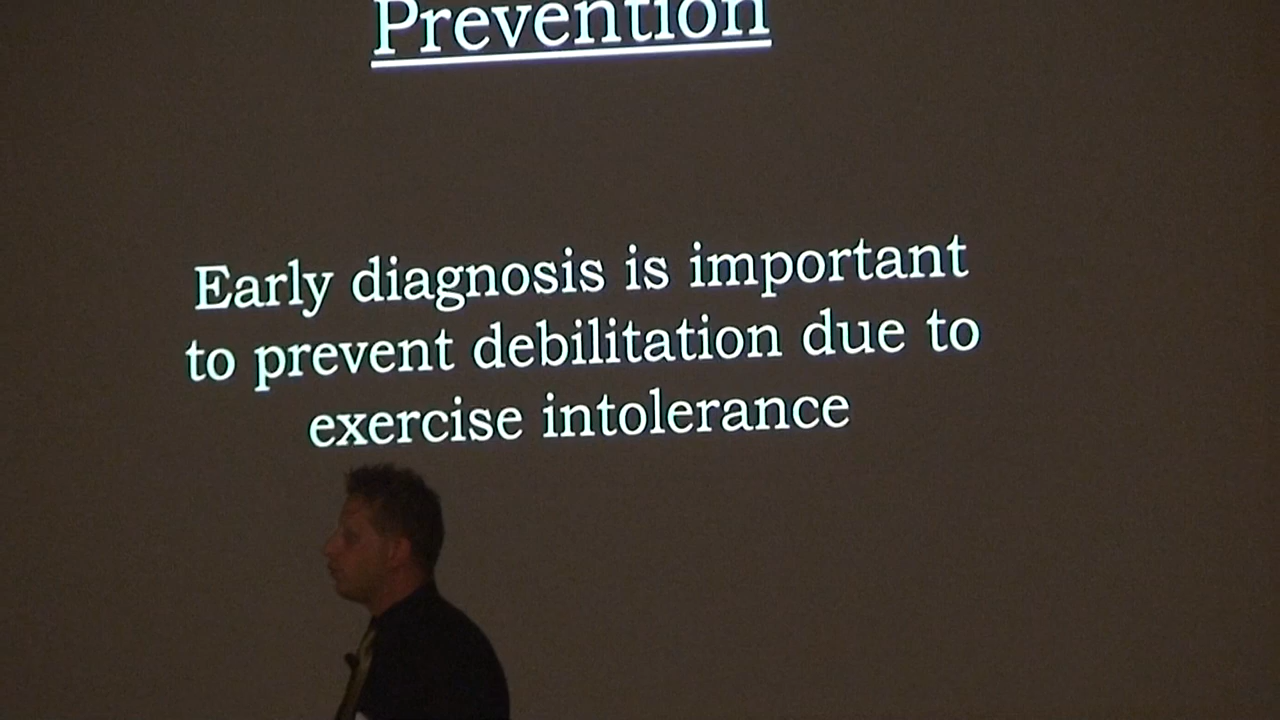 Prevention
Early diagnosis is important
to prevent debilitation due to
exercise intolerance